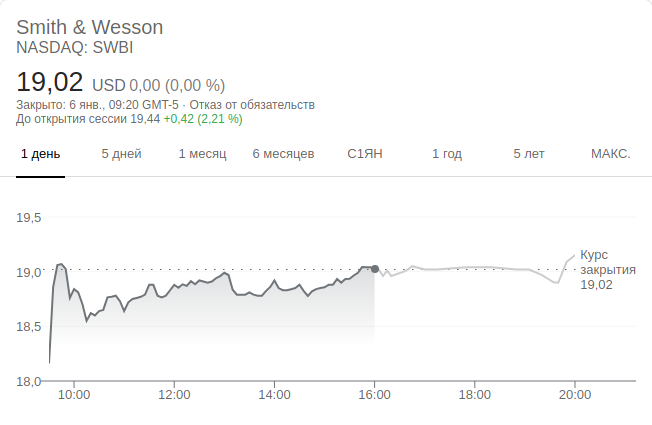 Smith & Wesson
NASDAQ: SWBI
19,02 USD 0,00 (0,00 %)
Закрыто: 6 янв., 09:20 GMT-5 · Отказ от обязательств
До открытия сессии 19,44 +0,42 (2,21 %)
1 день 5 дней 1 месяц 6 месяцев С1ЯН 1 год 5 лет МАКС.
19,5
Курс
19,0 закрытия
19,02
18,5
18,0
10:00 12:00 14:00 16:00 18:00 20:00